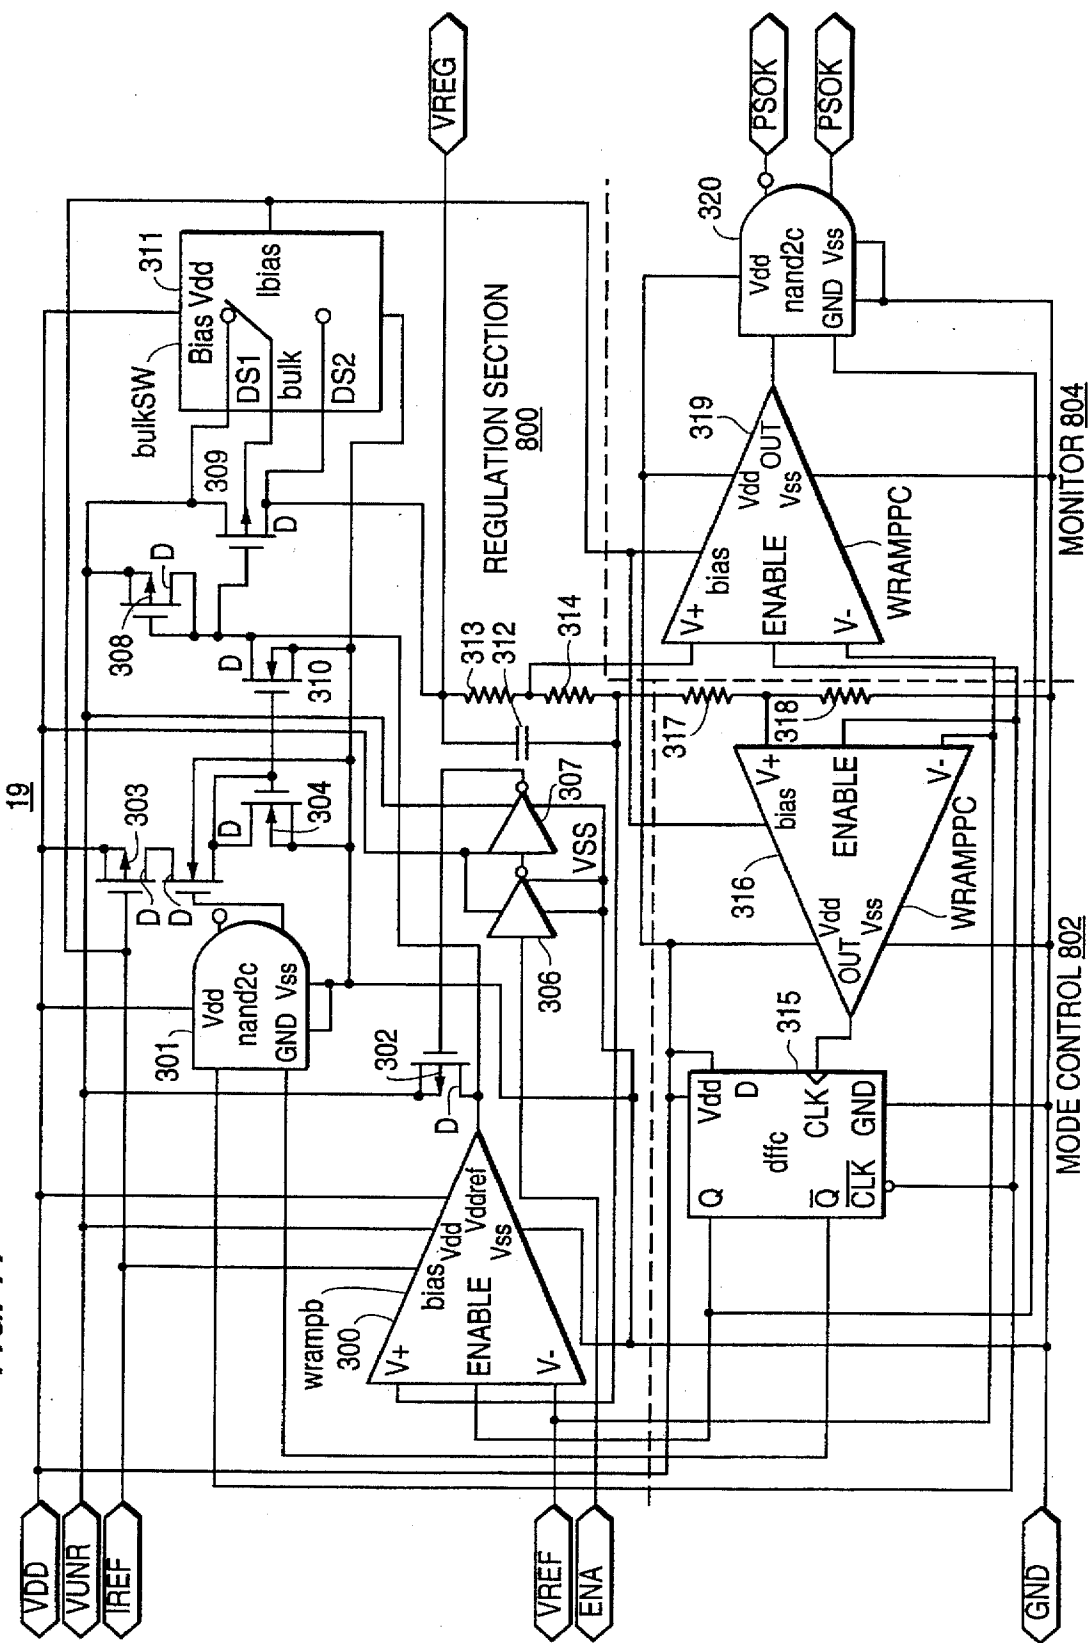 19
VDD
VUNR
IREF
VREF
ENA
GND
VREG
PSOK
PSOK
301
Vdd
nand2c
GND Vss
303
D
D
D
304
D
310
308
D
309
D
bulkSW
311
Bias Vdd
DS1
Ibias
bulk
DS2
wrampb
300
V+
bias
Vdd
Vddref
ENABLE
Vss
V-
302
D
306
307
VSS
313
312
314
REGULATION SECTION
800
315
Vdd
D
Q
dffc
CLK
Q
CLK
GND
316
V+
bias
Vdd
OUT
ENABLE
Vss
V-
WRAMPPC
317
318
319
V+
bias
Vdd
OUT
ENABLE
Vss
V-
WRAMPPC
320
Vdd
nand2c
GND Vss
MODE CONTROL 802
MONITOR 804